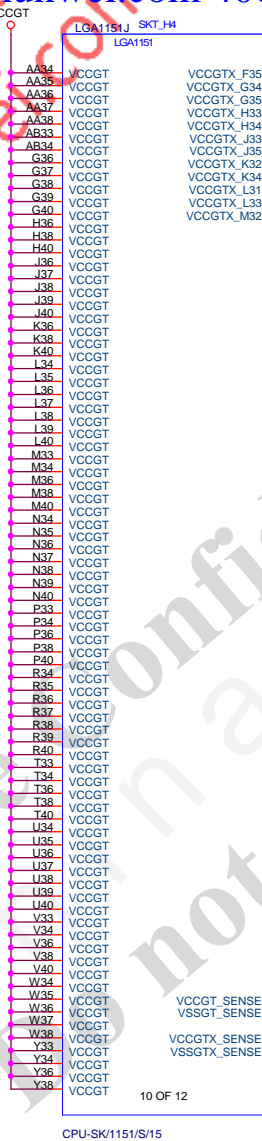 VCCGT
LGA1151J SKT_H4
LGA1151
AA34 VCCGT VCCGTX_F35
AA35 VCCGT VCCGTX_G34
AA36 VCCGT VCCGTX_G35
AA37 VCCGT VCCGTX_H33
AA38 VCCGT VCCGTX_H34
AB33 VCCGT VCCGTX_J33
AB34 VCCGT VCCGTX_J35
G36 VCCGT VCCGTX_K32
G37 VCCGT VCCGTX_K34
G38 VCCGT VCCGTX_L31
G39 VCCGT VCCGTX_L33
G40 VCCGT VCCGTX_M32
H36 VCCGT
H38 VCCGT
H40 VCCGT
J36 VCCGT
J37 VCCGT
J38 VCCGT
J39 VCCGT
J40 VCCGT
K36 VCCGT
K38 VCCGT
K40 VCCGT
L34 VCCGT
L35 VCCGT
L36 VCCGT
L37 VCCGT
L38 VCCGT
L39 VCCGT
L40 VCCGT
M33 VCCGT
M34 VCCGT
M36 VCCGT
M38 VCCGT
M40 VCCGT
N34 VCCGT
N35 VCCGT
N36 VCCGT
N37 VCCGT
N38 VCCGT
N39 VCCGT
N40 VCCGT
P33 VCCGT
P34 VCCGT
P36 VCCGT
P38 VCCGT
P40 VCCGT
R34 VCCGT
R35 VCCGT
R36 VCCGT
R37 VCCGT
R38 VCCGT
R39 VCCGT
R40 VCCGT
T33 VCCGT
T34 VCCGT
T36 VCCGT
T38 VCCGT
T40 VCCGT
U34 VCCGT
U35 VCCGT
U36 VCCGT
U37 VCCGT
U38 VCCGT
U39 VCCGT
U40 VCCGT
V33 VCCGT
V34 VCCGT
V36 VCCGT
V38 VCCGT
V40 VCCGT
W34 VCCGT
W35 VCCGT VCCGT_SENSE
W36 VCCGT VSSGT_SENSE
W37 VCCGT
W38 VCCGT VCCGTX_SENSE
Y33 VCCGT VSSGTX_SENSE
Y34 VCCGT
Y36 VCCGT
Y38 VCCGT
10 OF 12
CPU-SK/1151/S/15
Do not